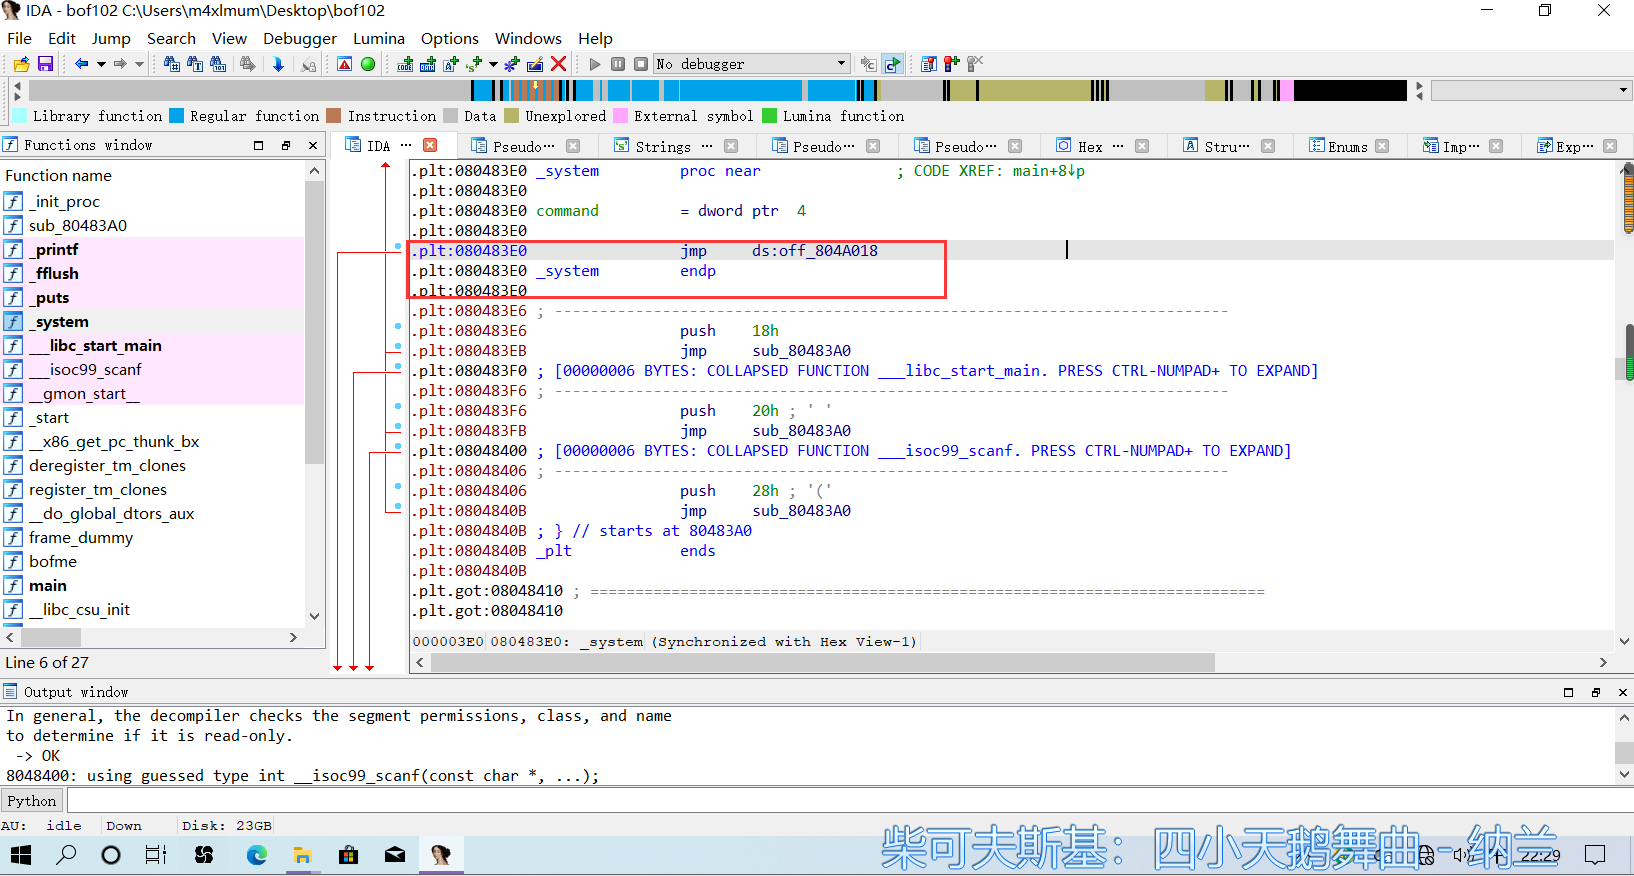 IDA - bof102 C:\Users\m4xlmum\Desktop\bof102
File Edit Jump Search View Debugger Lumina Options Windows Help
No debugger
Library function Regular function Instruction Data Unexplored External symbol Lumina function
Functions window
IDA ··· Pseudo··· Strings ··· Pseudo··· Pseudo··· Hex ··· Stru··· Enums Imp··· Exp···
Function name
_init_proc
sub_80483A0
_printf
_fflush
_puts
_system
___libc_start_main
___isoc99_scanf
__gmon_start__
_start
__x86_get_pc_thunk_bx
deregister_tm_clones
register_tm_clones
__do_global_dtors_aux
frame_dummy
bofme
main
__libc_csu_init
Line 6 of 27
.plt:080483E0 _system proc near ; CODE XREF: main+8↓p
.plt:080483E0
.plt:080483E0 command = dword ptr 4
.plt:080483E0
.plt:080483E0 jmp ds:off_804A018
.plt:080483E0 _system endp
.plt:080483E0
.plt:080483E6 ; ---------------------------------------------------------------------------
.plt:080483E6 push 18h
.plt:080483EB jmp sub_80483A0
.plt:080483F0 ; [00000006 BYTES: COLLAPSED FUNCTION ___libc_start_main. PRESS CTRL-NUMPAD+ TO EXPAND]
.plt:080483F6 ; ---------------------------------------------------------------------------
.plt:080483F6 push 20h ; ' '
.plt:080483FB jmp sub_80483A0
.plt:08048400 ; [00000006 BYTES: COLLAPSED FUNCTION ___isoc99_scanf. PRESS CTRL-NUMPAD+ TO EXPAND]
.plt:08048406 ; ---------------------------------------------------------------------------
.plt:08048406 push 28h ; '('
.plt:0804840B jmp sub_80483A0
.plt:0804840B ; } // starts at 80483A0
.plt:0804840B _plt ends
.plt:0804840B
.plt.got:08048410 ; ===========================================================================
.plt.got:08048410
000003E0 080483E0: _system (Synchronized with Hex View-1)
Output window
In general, the decompiler checks the segment permissions, class, and name
to determine if it is read-only.
-> OK
8048400: using guessed type int __isoc99_scanf(const char *, ...);
Python
AU: idle Down Disk: 23GB
柴可夫斯基：四小天鹅舞曲 - 纳兰
22:29